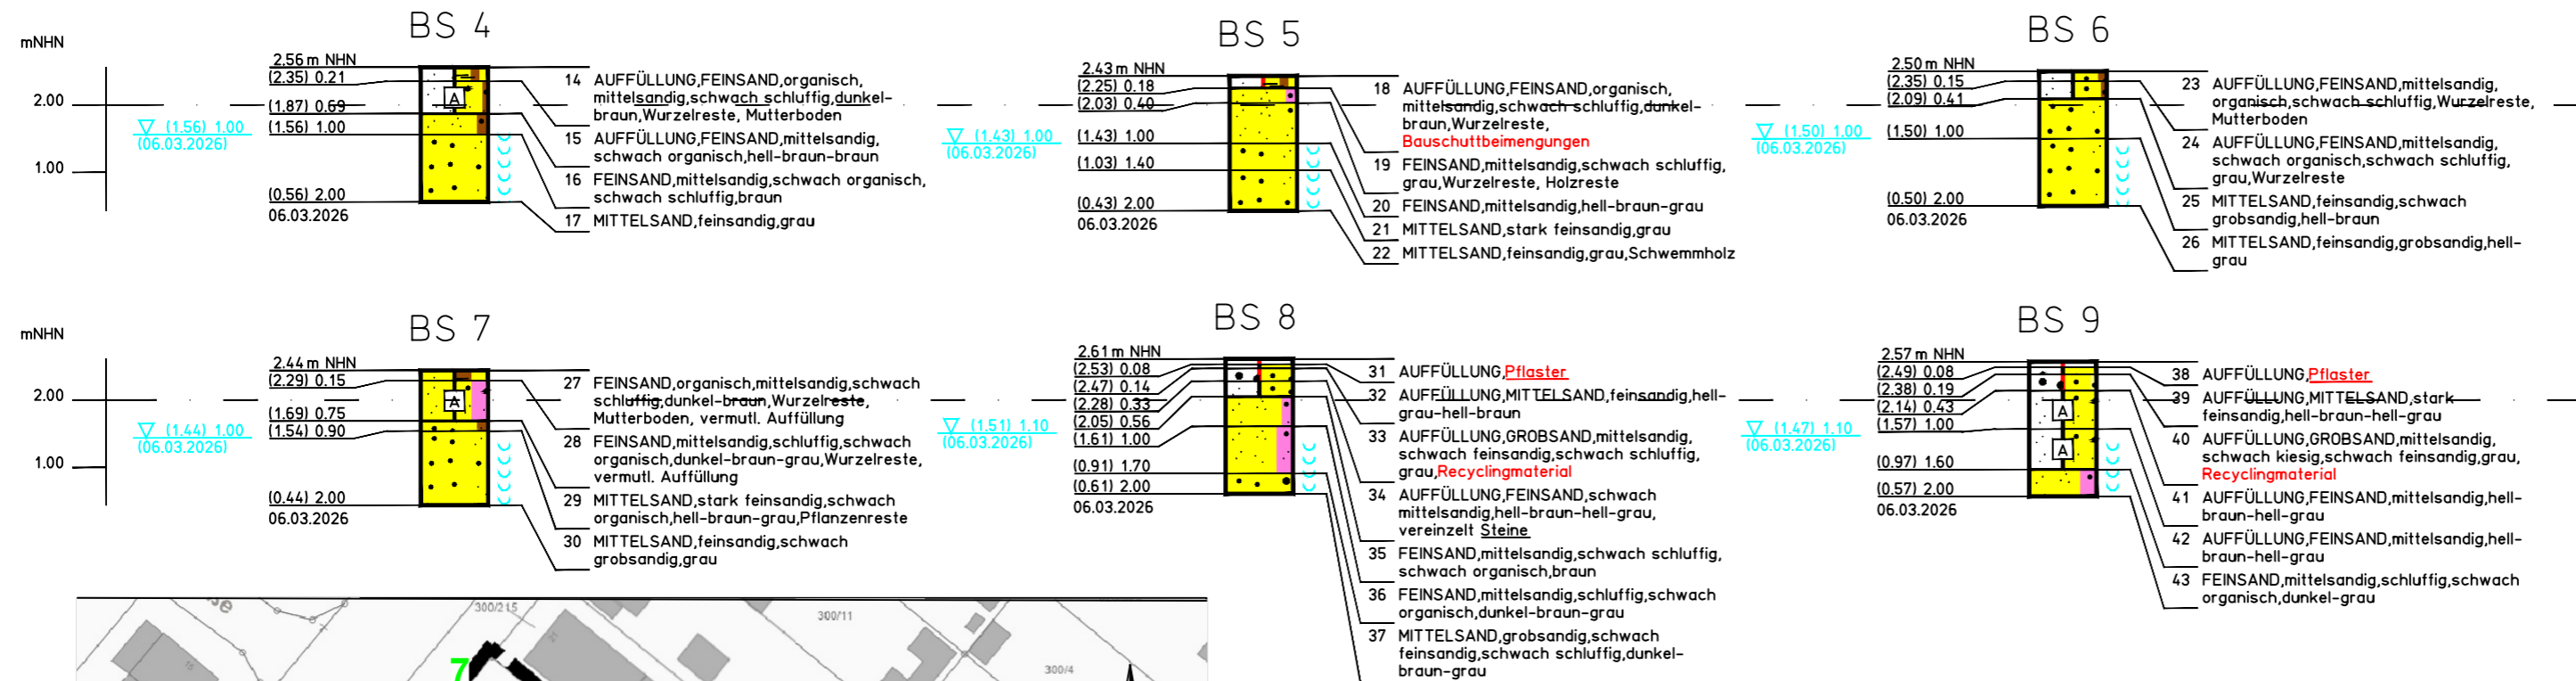 BS 4
mNHN
2.00
1.00
2.56 m NHN
(2.35) 0.21
(1.87) 0.69
(1.56) 1.00
(0.56) 2.00
06.03.2026
(1.56) 1.00
(06.03.2026)
A
14 AUFFÜLLUNG,FEINSAND,organisch,
mittelsandig,schwach schluffig,dunkel-
braun,Wurzelreste, Mutterboden
15 AUFFÜLLUNG,FEINSAND,mittelsandig,
schwach organisch,hell-braun-braun
16 FEINSAND,mittelsandig,schwach organisch,
schwach schluffig,braun
17 MITTELSAND,feinsandig,grau
BS 5
2.43 m NHN
(2.25) 0.18
(2.03) 0.40
(1.43) 1.00
(1.03) 1.40
(0.43) 2.00
06.03.2026
(1.43) 1.00
(06.03.2026)
18 AUFFÜLLUNG,FEINSAND,organisch,
mittelsandig,schwach schluffig,dunkel-
braun,Wurzelreste,
Bauschuttbeimengungen
19 FEINSAND,mittelsandig,schwach schluffig,
grau,Wurzelreste, Holzreste
20 FEINSAND,mittelsandig,hell-braun-grau
21 MITTELSAND,stark feinsandig,grau
22 MITTELSAND,feinsandig,grau,Schwemmholz
BS 6
2.50 m NHN
(2.35) 0.15
(2.09) 0.41
(1.50) 1.00
(0.50) 2.00
06.03.2026
(1.50) 1.00
(06.03.2026)
23 AUFFÜLLUNG,FEINSAND,mittelsandig,
organisch,schwach schluffig,Wurzelreste,
Mutterboden
24 AUFFÜLLUNG,FEINSAND,mittelsandig,
schwach organisch,schwach schluffig,
grau,Wurzelreste
25 MITTELSAND,feinsandig,schwach
grobsandig,hell-braun
26 MITTELSAND,feinsandig,grobsandig,hell-
grau
BS 7
mNHN
2.00
1.00
2.44 m NHN
(2.29) 0.15
(1.69) 0.75
(1.54) 0.90
(0.44) 2.00
06.03.2026
(1.44) 1.00
(06.03.2026)
A
27 FEINSAND,organisch,mittelsandig,schwach
schluffig,dunkel-braun,Wurzelreste,
Mutterboden, vermutl. Auffüllung
28 FEINSAND,mittelsandig,schluffig,schwach
organisch,dunkel-braun-grau,Wurzelreste,
vermutl. Auffüllung
29 MITTELSAND,stark feinsandig,schwach
organisch,hell-braun-grau,Pflanzenreste
30 MITTELSAND,feinsandig,schwach
grobsandig,grau
BS 8
2.61 m NHN
(2.53) 0.08
(2.47) 0.14
(2.28) 0.33
(2.05) 0.56
(1.61) 1.00
(0.91) 1.70
(0.61) 2.00
06.03.2026
(1.51) 1.10
(06.03.2026)
31 AUFFÜLLUNG,Pflaster
32 AUFFÜLLUNG,MITTELSAND,feinsandig,hell-
grau-hell-braun
33 AUFFÜLLUNG,GROBSAND,mittelsandig,
schwach feinsandig,schwach schluffig,
grau,Recyclingmaterial
34 AUFFÜLLUNG,FEINSAND,schwach
mittelsandig,hell-braun-hell-grau,
vereinzelt Steine
35 FEINSAND,mittelsandig,schwach schluffig,
schwach organisch,braun
36 FEINSAND,mittelsandig,schluffig,schwach
organisch,dunkel-braun-grau
37 MITTELSAND,grobsandig,schwach
feinsandig,schwach schluffig,dunkel-
braun-grau
BS 9
2.57 m NHN
(2.49) 0.08
(2.38) 0.19
(2.14) 0.43
(1.57) 1.00
(0.97) 1.60
(0.57) 2.00
06.03.2026
(1.47) 1.10
(06.03.2026)
A
A
38 AUFFÜLLUNG,Pflaster
39 AUFFÜLLUNG,MITTELSAND,stark
feinsandig,hell-braun-hell-grau
40 AUFFÜLLUNG,GROBSAND,mittelsandig,
schwach kiesig,schwach feinsandig,grau,
Recyclingmaterial
41 AUFFÜLLUNG,FEINSAND,mittelsandig,hell-
braun-hell-grau
42 AUFFÜLLUNG,FEINSAND,mittelsandig,hell-
braun-hell-grau
43 FEINSAND,mittelsandig,schluffig,schwach
organisch,dunkel-grau
300/215
300/11
300/4
15
21
7